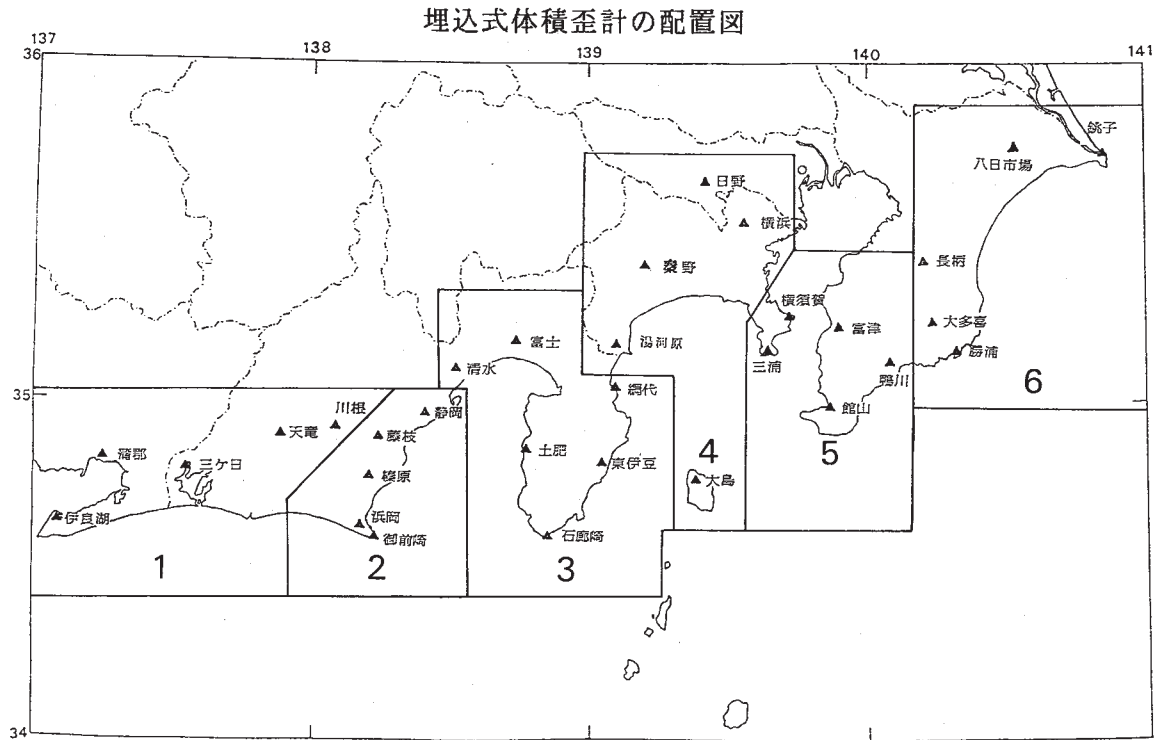 埋込式体積歪計の配置図
137
138
139
140
141
36
銚子
八日市場
日野
横浜
長柄
秦野
横須賀
大多喜
富津
富士
湯河原
三浦
勝浦
清水
鴨川
網代
6
35
川根
静岡
館山
天竜
藤枝
4
5
蒲郡
三ケ日
榛原
土肥
東伊豆
大島
伊良湖
浜岡
御前崎
石廊崎
1
2
3
34